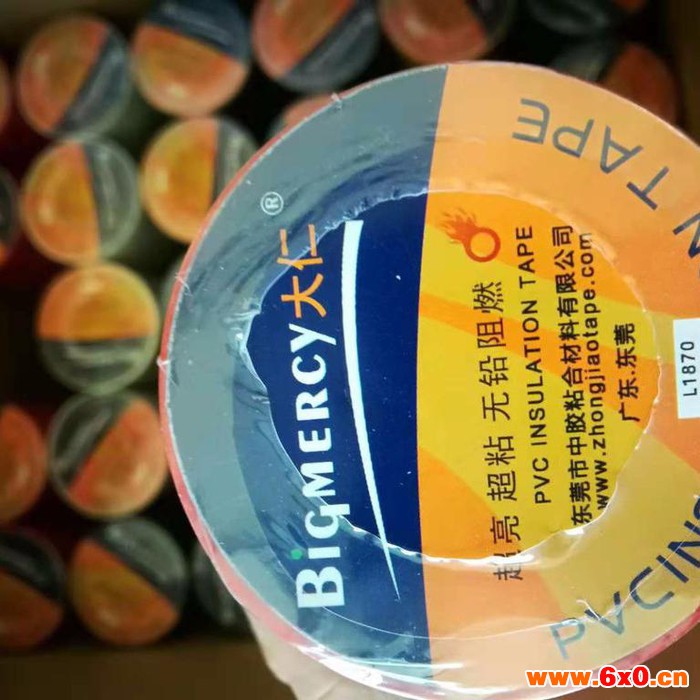 BIGMERCY大仁®
超亮 超粘 无铅阻燃
PVC INSULATION TAPE
东莞市中胶粘合材料有限公司
www.zhongjiaotape.com
广东.东莞
L1870
N TAPE
PVCINS
www.6x0.cn